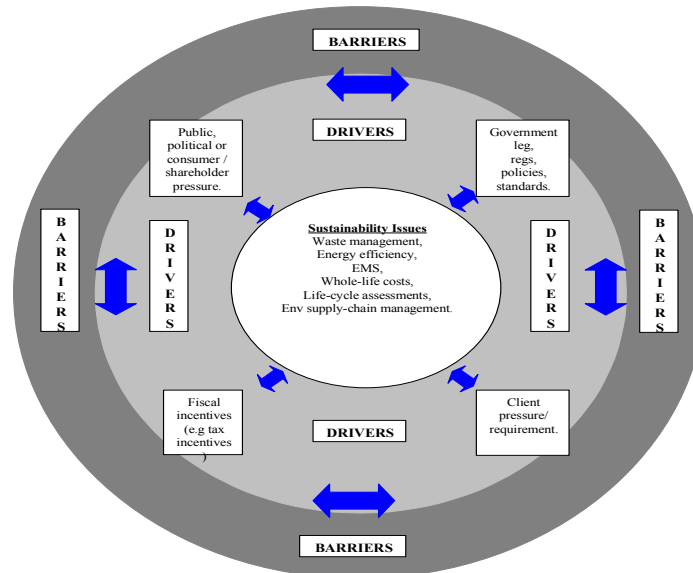 BARRIERS
DRIVERS
Public,
political or
consumer /
shareholder
pressure.
Government
leg,
regs,
policies,
standards.
B
A
R
R
I
E
R
S
D
R
I
V
E
R
S
Sustainability Issues
Waste management,
Energy efficiency,
EMS,
Whole-life costs,
Life-cycle assessments,
Env supply-chain management.
D
R
I
V
E
R
S
B
A
R
R
I
E
R
S
Fiscal
incentives
(e.g tax
incentives
)
DRIVERS
Client
pressure/
requirement.
BARRIERS